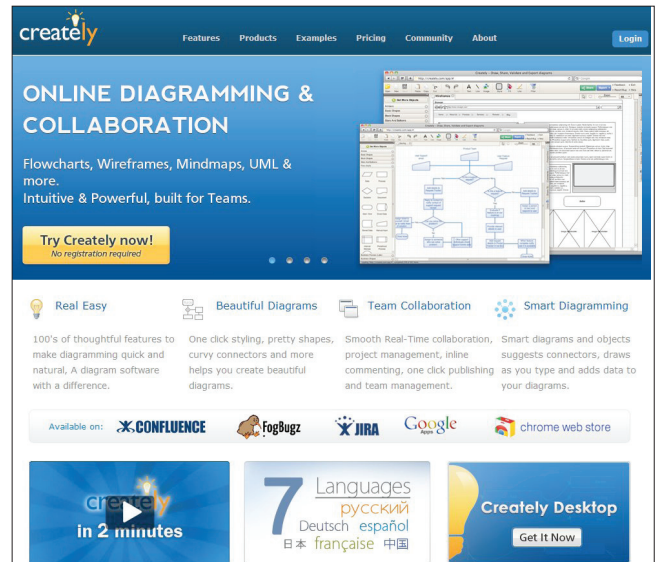 creately
Features Products Examples Pricing Community About Login
ONLINE DIAGRAMMING &
COLLABORATION
Flowcharts, Wireframes, Mindmaps, UML &
more.
Intuitive & Powerful, built for Teams.
Try Creately now!
No registration required
Real Easy
100's of thoughtful features to
make diagramming quick and
natural, A diagram software
with a difference.
Beautiful Diagrams
One click styling, pretty shapes,
curvy connectors and more
helps you create beautiful
diagrams.
Team Collaboration
Smooth Real-Time collaboration,
project management, inline
commenting, one click publishing
and team management.
Smart Diagramming
Smart diagrams and objects
suggests connectors, draws
as you type and adds data to
your diagrams.
Available on: CONFLUENCE FogBugz JIRA Google Apps chrome web store
creately
in 2 minutes
7 Languages
русский
Deutsch español
日本 française 中国
Creately Desktop
Get It Now